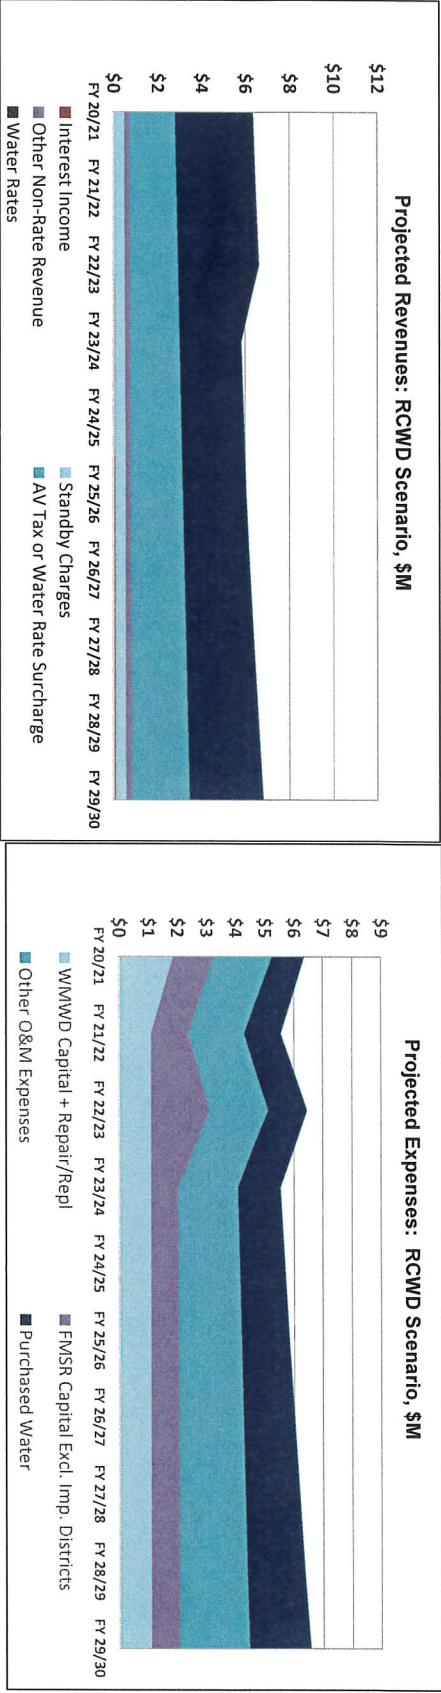 Projected Revenues: RCWD Scenario, $M
$12
$10
$8
$6
$4
$2
$0
FY 20/21 FY 21/22 FY 22/23 FY 23/24 FY 24/25 FY 25/26 FY 26/27 FY 27/28 FY 28/29 FY 29/30
Interest Income Standby Charges
Other Non-Rate Revenue AV Tax or Water Rate Surcharge
Water Rates
Projected Expenses: RCWD Scenario, $M
$9
$8
$7
$6
$5
$4
$3
$2
$1
$0
FY 20/21 FY 21/22 FY 22/23 FY 23/24 FY 24/25 FY 25/26 FY 26/27 FY 27/28 FY 28/29 FY 29/30
WMWD Capital + Repair/Repl FMSR Capital Excl. Imp. Districts
Other O&M Expenses Purchased Water